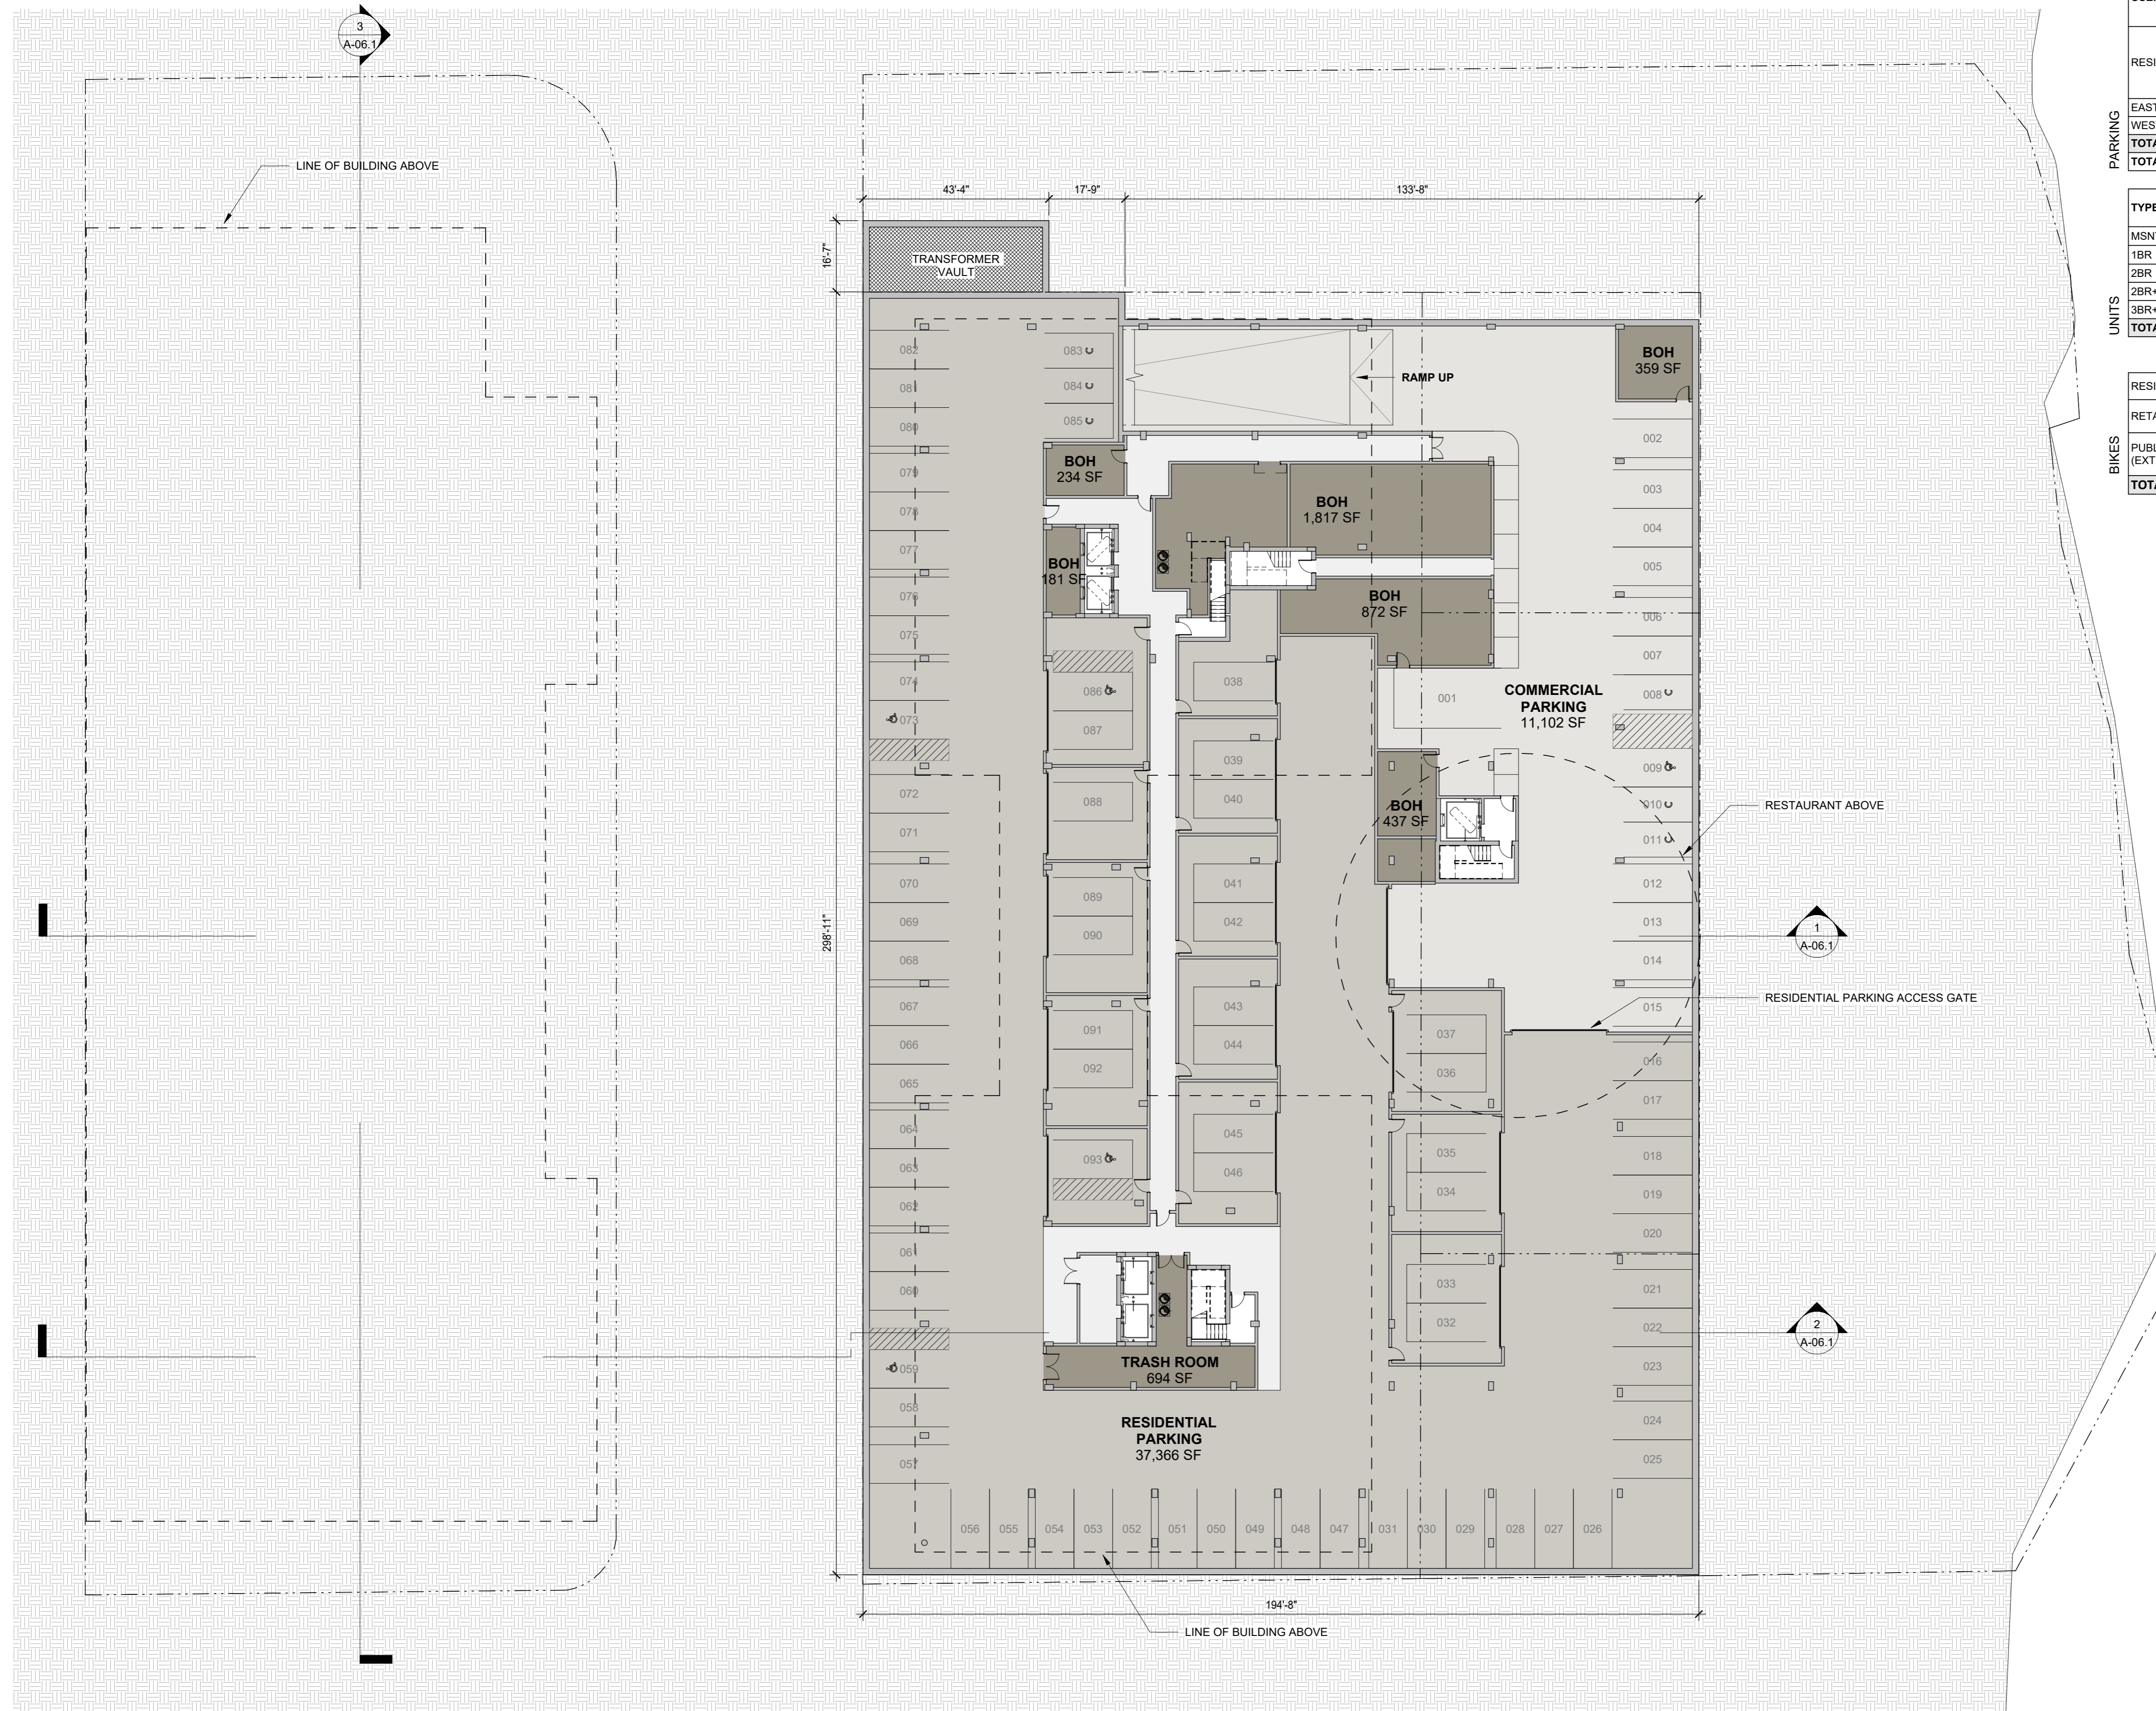 3
A-06.1
LINE OF BUILDING ABOVE
43'-4"
17'-9"
133'-8"
16'-7"
298'-11"
194'-8"
TRANSFORMER
VAULT
RAMP UP
BOH
359 SF
BOH
234 SF
BOH
1,817 SF
BOH
181 SF
BOH
872 SF
COMMERCIAL
PARKING
11,102 SF
BOH
437 SF
RESTAURANT ABOVE
1
A-06.1
RESIDENTIAL PARKING ACCESS GATE
2
A-06.1
TRASH ROOM
694 SF
RESIDENTIAL
PARKING
37,366 SF
LINE OF BUILDING ABOVE
082
081
080
079
078
077
076
075
074
073
072
071
070
069
068
067
066
065
064
063
062
061
060
059
058
057
083
084
085
086
087
088
089
090
091
092
093
038
039
040
041
042
043
044
045
046
001
037
036
035
034
033
032
002
003
004
005
006
007
008
009
010
011
012
013
014
015
016
017
018
019
020
021
022
023
024
025
056 055 054 053 052 051 050 049 048 047 031 030 029 028 027 026
PARKING
RESI
EAST
WES
TOTA
TOTA
UNITS
TYPE
MSN
1BR
2BR
2BR+
3BR+
TOTA
BIKES
RESI
RETA
PUBL
(EXT
TOTA